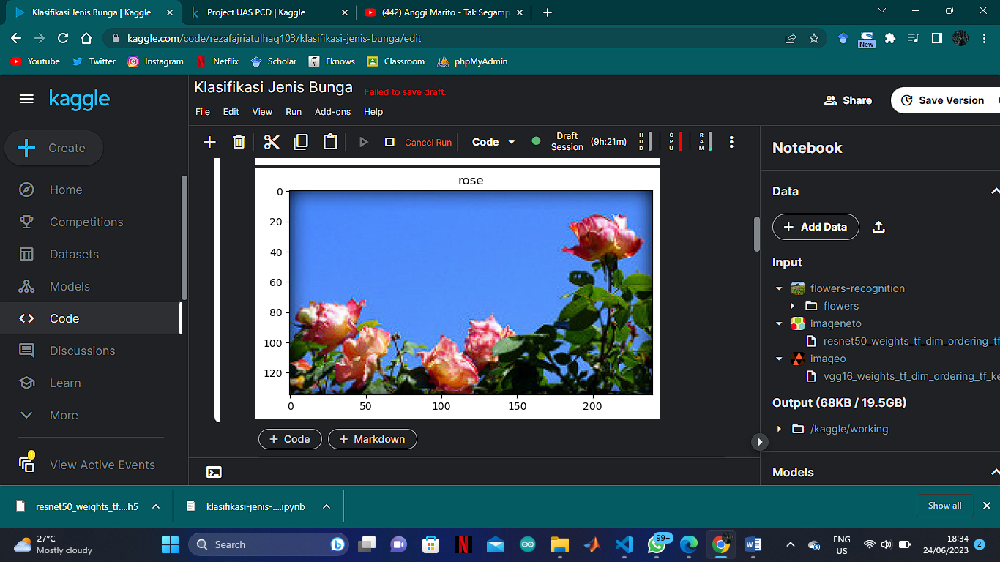 Klasifikasi Jenis Bunga | Kaggle
Project UAS PCD | Kaggle
(442) Anggi Marito - Tak Segamp
kaggle.com/code/rezafajriatulhaq103/klasifikasi-jenis-bunga/edit
New
Youtube
Twitter
Instagram
Netflix
Scholar
Eknows
Classroom
phpMyAdmin
kaggle
Create
Home
Competitions
Datasets
Models
Code
Discussions
Learn
More
View Active Events
Klasifikasi Jenis Bunga
Failed to save draft.
File Edit View Run Add-ons Help
Share
Save Version
Cancel Run
Code
Draft
Session
(9h:21m)
HDD
CPU
RAM
rose
0
20
40
60
80
100
120
0 50 100 150 200
+ Code
+ Markdown
Notebook
Data
Add Data
Input
flowers-recognition
flowers
imageneto
resnet50_weights_tf_dim_ordering_tf
imageo
vgg16_weights_tf_dim_ordering_tf_ke
Output (68KB / 19.5GB)
/kaggle/working
Models
resnet50_weights_tf....h5
klasifikasi-jenis-....ipynb
Show all
27°C
Mostly cloudy
Search
99+
ENG
US
18:34
24/06/2023
2